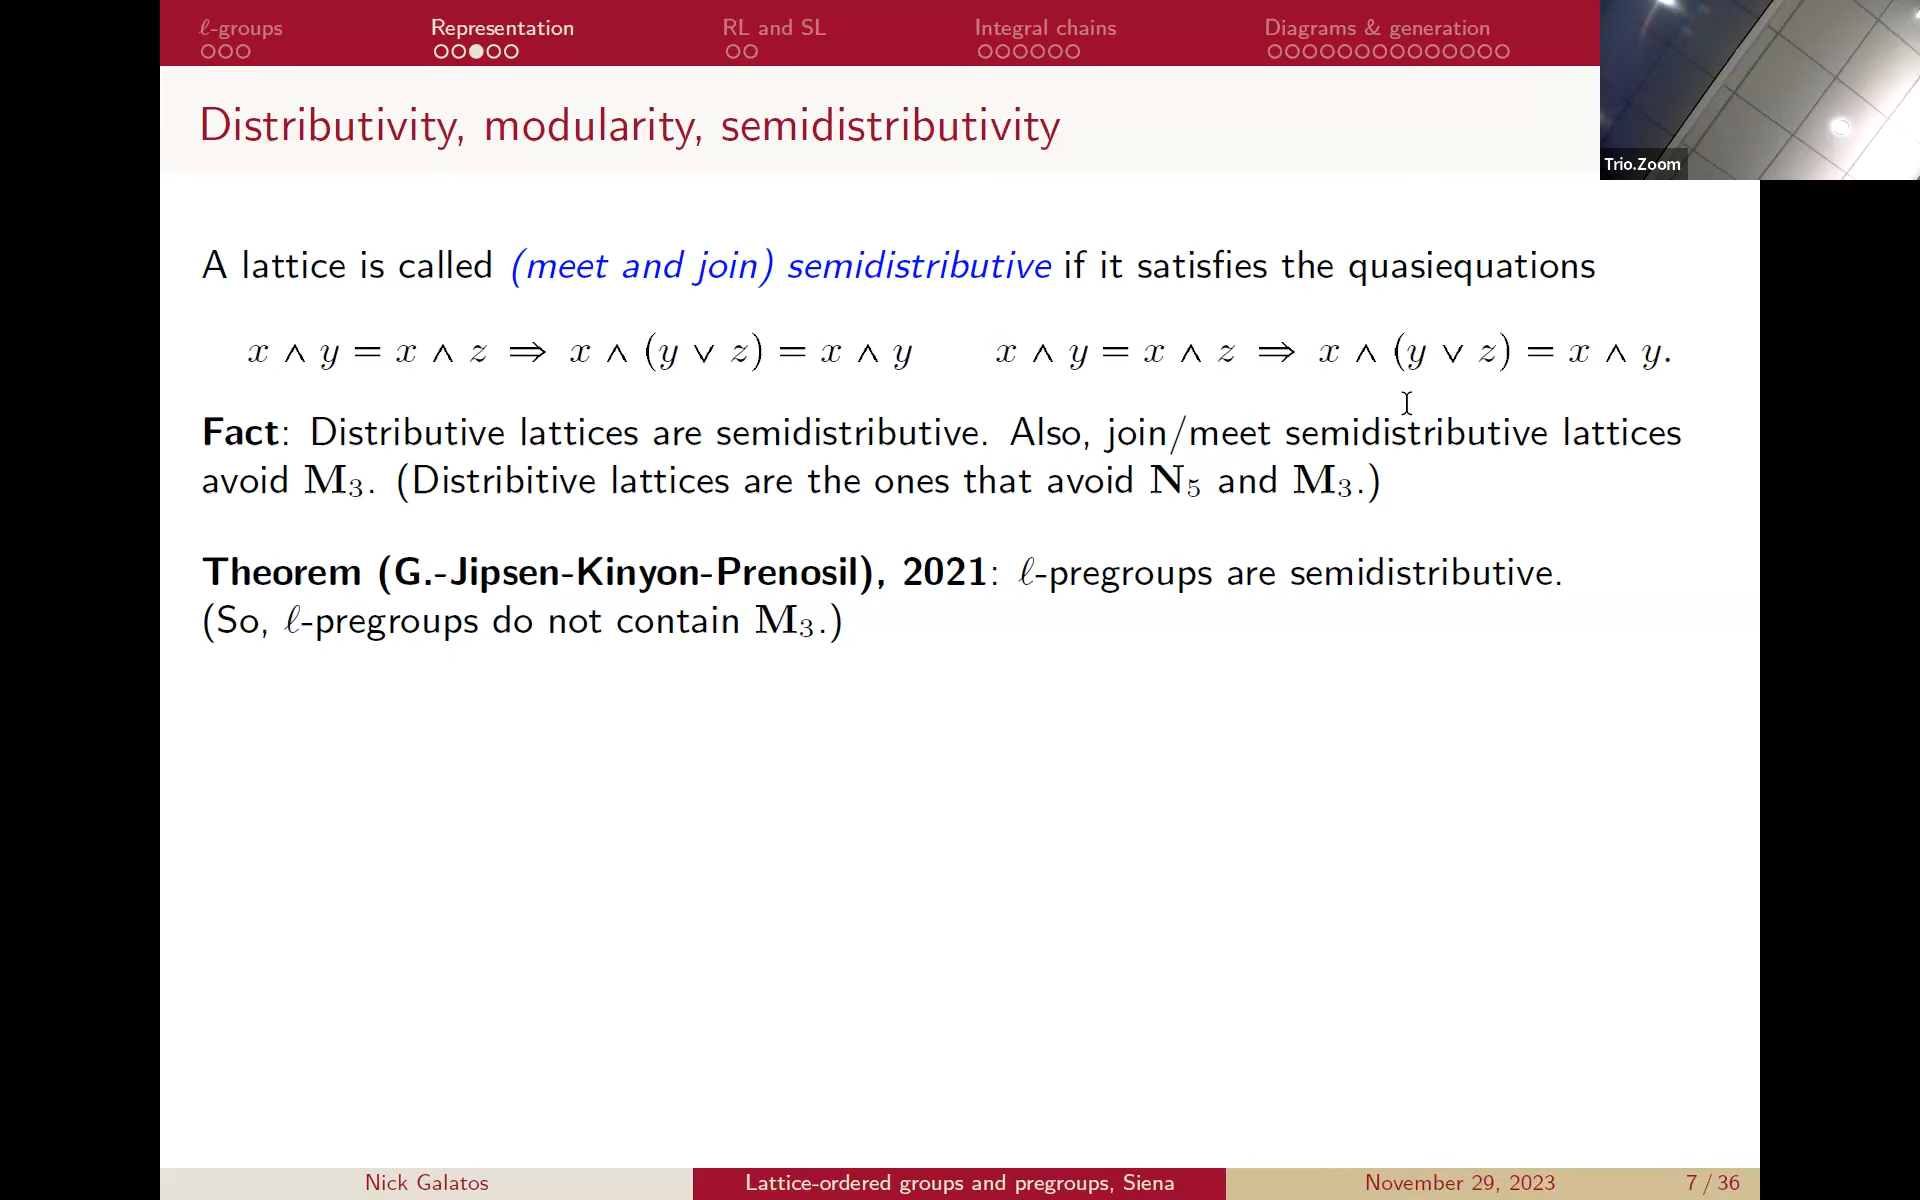 ℓ-groups Representation RL and SL Integral chains Diagrams & generation
Trio.Zoom
Distributivity, modularity, semidistributivity
A lattice is called (meet and join) semidistributive if it satisfies the quasiequations
x ∧ y = x ∧ z ⇒ x ∧ (y ∨ z) = x ∧ y x ∧ y = x ∧ z ⇒ x ∧ (y ∨ z) = x ∧ y.
Fact: Distributive lattices are semidistributive. Also, join/meet semidistributive lattices
avoid M₃. (Distribitive lattices are the ones that avoid N₅ and M₃.)
Theorem (G.-Jipsen-Kinyon-Prenosil), 2021: ℓ-pregroups are semidistributive.
(So, ℓ-pregroups do not contain M₃.)
Nick Galatos Lattice-ordered groups and pregroups, Siena November 29, 2023 7 / 36